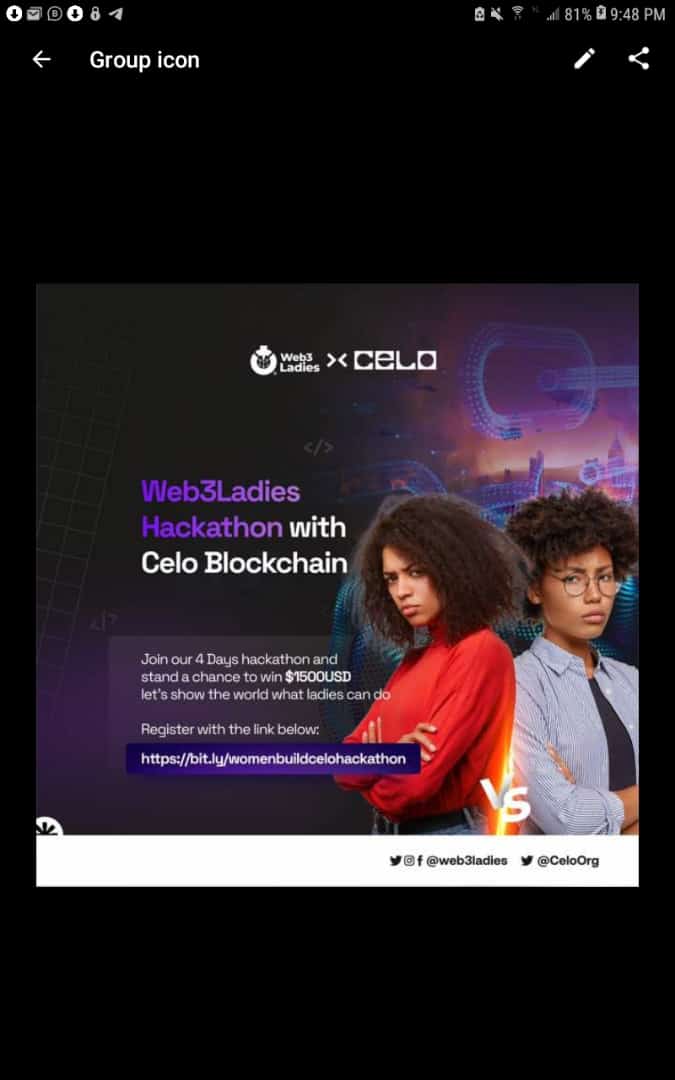 81% 9:48 PM
Group icon
Web3
Ladies
CELO
</>
Web3Ladies
Hackathon with
Celo Blockchain
</>
Join our 4 Days hackathon and
stand a chance to win $1500USD
let's show the world what ladies can do
Register with the link below:
https://bit.ly/womenbuildcelohackathon
VS
@web3ladies @CeloOrg